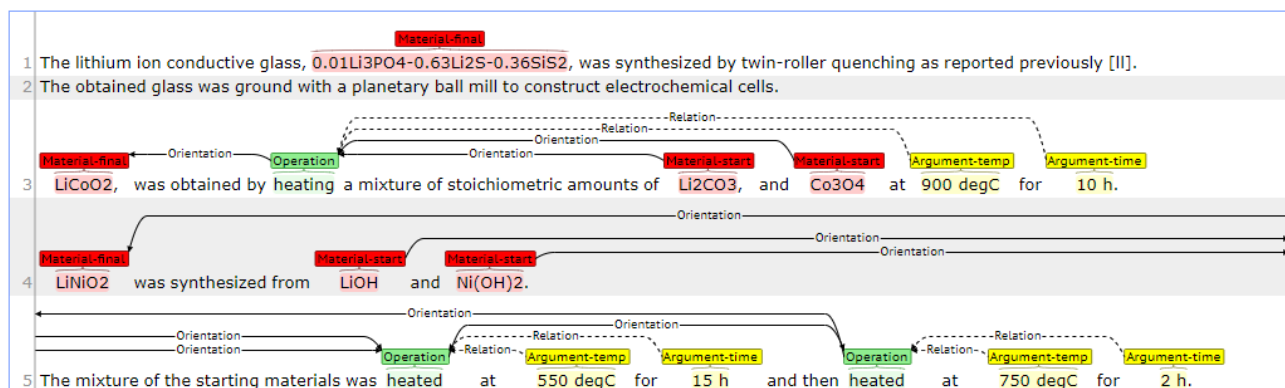 Material-final
1 The lithium ion conductive glass, 0.01Li3PO4-0.63Li2S-0.36SiS2, was synthesized by twin-roller quenching as reported previously [ll].
2 The obtained glass was ground with a planetary ball mill to construct electrochemical cells.
Relation
Relation
Orientation
Material-final Orientation Operation Orientation Material-start Material-start Argument-temp Argument-time
3 LiCoO2, was obtained by heating a mixture of stoichiometric amounts of Li2CO3, and Co3O4 at 900 degC for 10 h.
Orientation
Orientation
Orientation
Material-final Material-start Material-start
4 LiNiO2 was synthesized from LiOH and Ni(OH)2.
Orientation
Orientation
Orientation Relation Relation
Orientation Operation Relation Argument-temp Argument-time Operation Relation Argument-temp Argument-time
5 The mixture of the starting materials was heated at 550 degC for 15 h and then heated at 750 degC for 2 h.